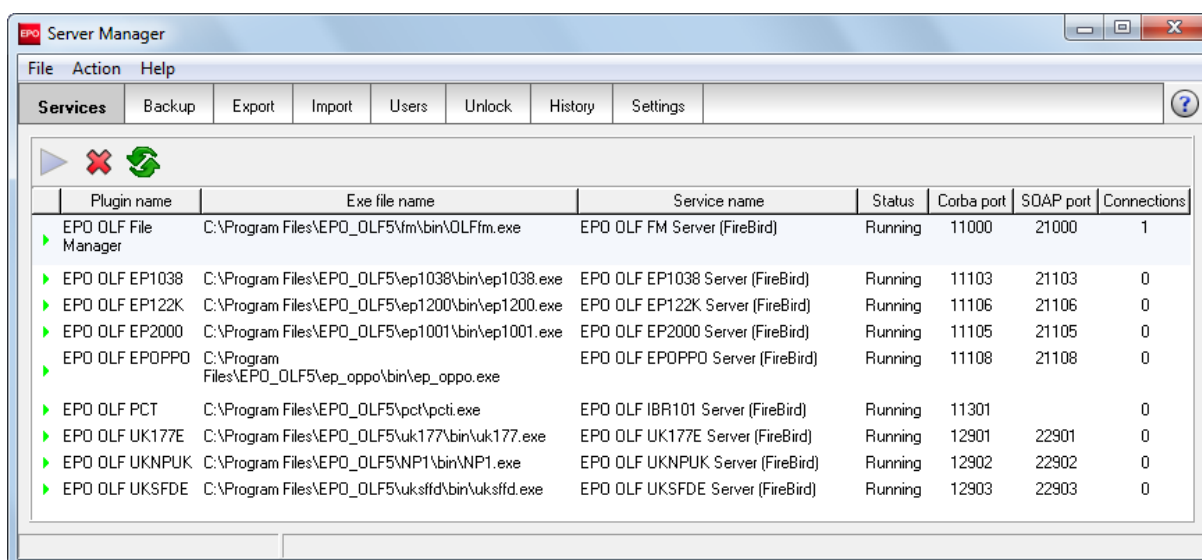 EPO Server Manager
File Action Help
Services Backup Export Import Users Unlock History Settings ?
Plugin name Exe file name Service name Status Corba port SOAP port Connections
EPO OLF File Manager C:\Program Files\EPO_OLF5\fm\bin\OLFfm.exe EPO OLF FM Server (FireBird) Running 11000 21000 1
EPO OLF EP1038 C:\Program Files\EPO_OLF5\ep1038\bin\ep1038.exe EPO OLF EP1038 Server (FireBird) Running 11103 21103 0
EPO OLF EP122K C:\Program Files\EPO_OLF5\ep1200\bin\ep1200.exe EPO OLF EP122K Server (FireBird) Running 11106 21106 0
EPO OLF EP2000 C:\Program Files\EPO_OLF5\ep1001\bin\ep1001.exe EPO OLF EP2000 Server (FireBird) Running 11105 21105 0
EPO OLF EPOPPO C:\Program Files\EPO_OLF5\ep_oppo\bin\ep_oppo.exe EPO OLF EPOPPO Server (FireBird) Running 11108 21108 0
EPO OLF PCT C:\Program Files\EPO_OLF5\pct\pcti.exe EPO OLF IBR101 Server (FireBird) Running 11301 0
EPO OLF UK177E C:\Program Files\EPO_OLF5\uk177\bin\uk177.exe EPO OLF UK177E Server (FireBird) Running 12901 22901 0
EPO OLF UKNPUK C:\Program Files\EPO_OLF5\NP1\bin\NP1.exe EPO OLF UKNPUK Server (FireBird) Running 12902 22902 0
EPO OLF UKSFDE C:\Program Files\EPO_OLF5\uksffd\bin\uksffd.exe EPO OLF UKSFDE Server (FireBird) Running 12903 22903 0